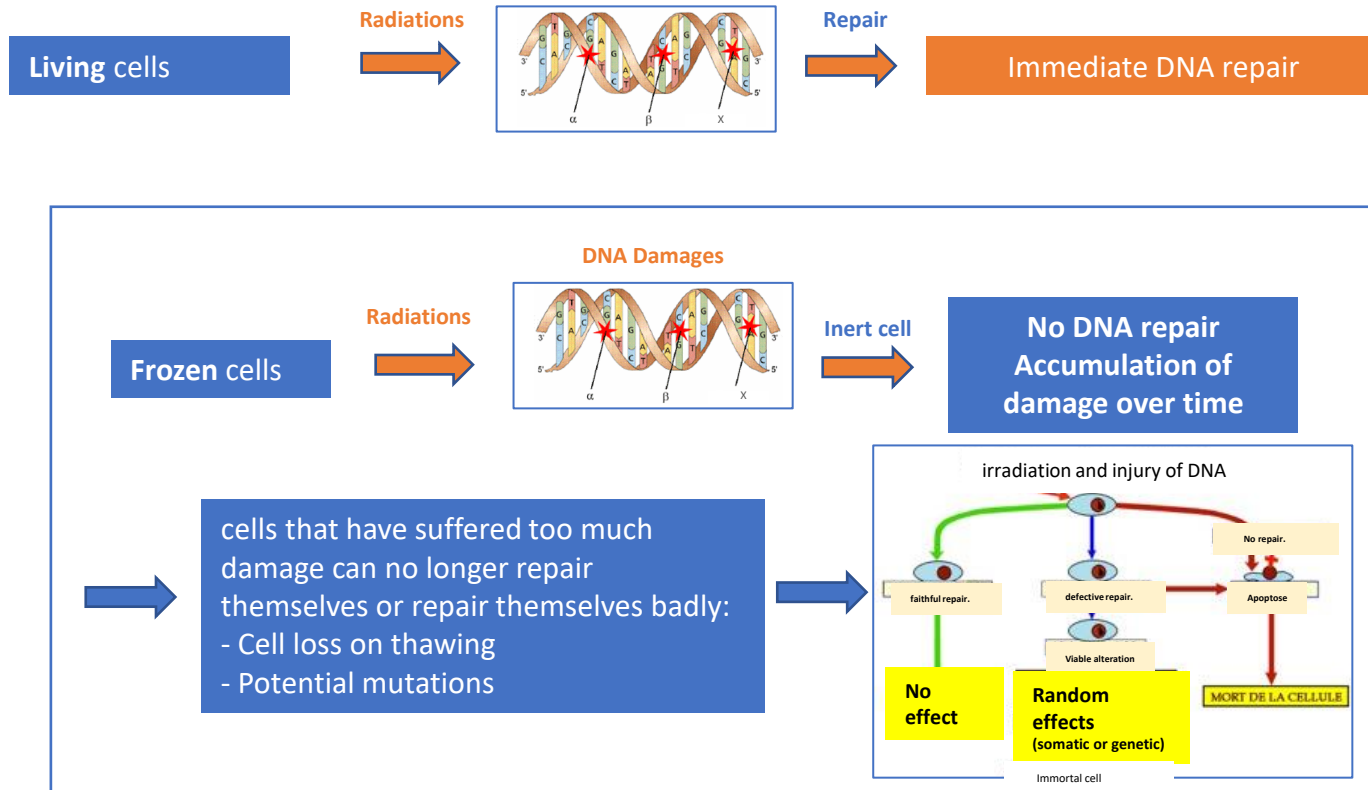 Radiations
Repair
Living cells
Immediate DNA repair
3'
5'
α
β
X
DNA Damages
Radiations
Inert cell
Frozen cells
3'
5'
α
β
X
No DNA repair
Accumulation of
damage over time
cells that have suffered too much
damage can no longer repair
themselves or repair themselves badly:
- Cell loss on thawing
- Potential mutations
irradiation and injury of DNA
No repair.
faithful repair.
defective repair.
Apoptose
Viable alteration
No
effect
Random
effects
(somatic or genetic)
MORT DE LA CELLULE
Immortal cell